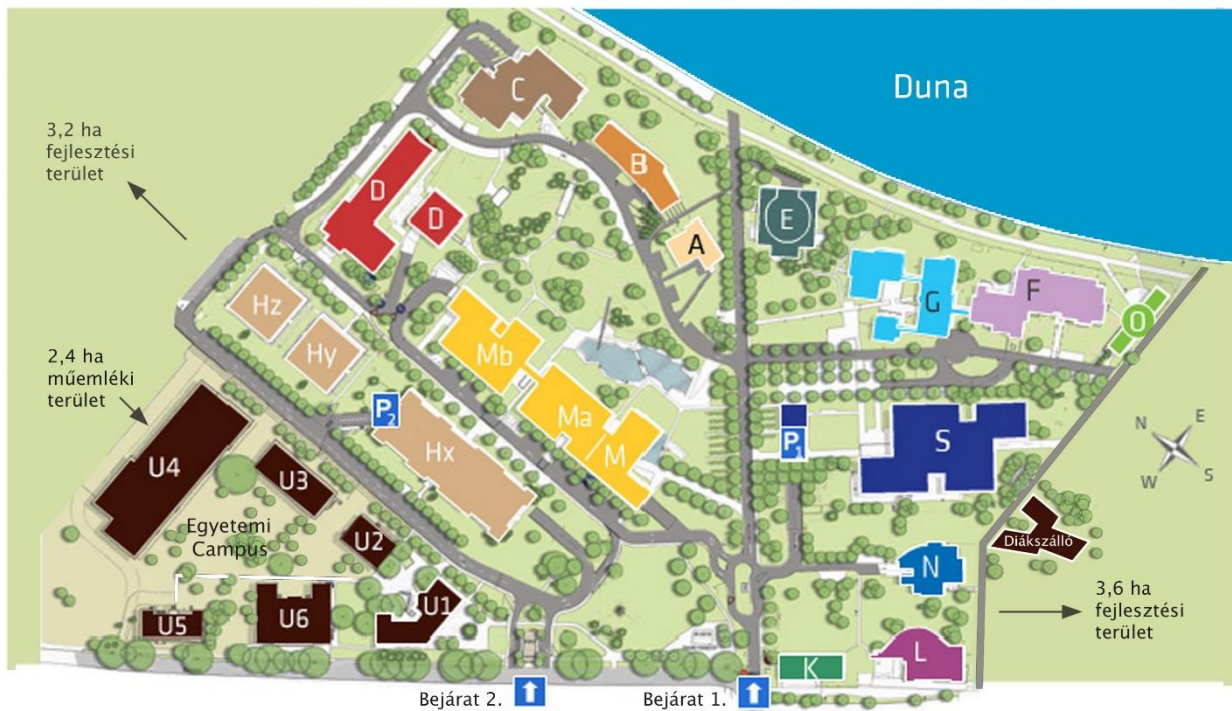 Duna
C
3,2 ha
fejlesztési
terület
B
D
D
E
A
G
F
O
Hz
Hy
Mb
2,4 ha
műemléki
terület
Ma
M
P2
Hx
P1
S
N
E
W
S
U4
U3
Egyetemi
Campus
U2
Diákszálló
N
U1
U5
U6
3,6 ha
fejlesztési
terület
K
L
Bejárat 2.
Bejárat 1.